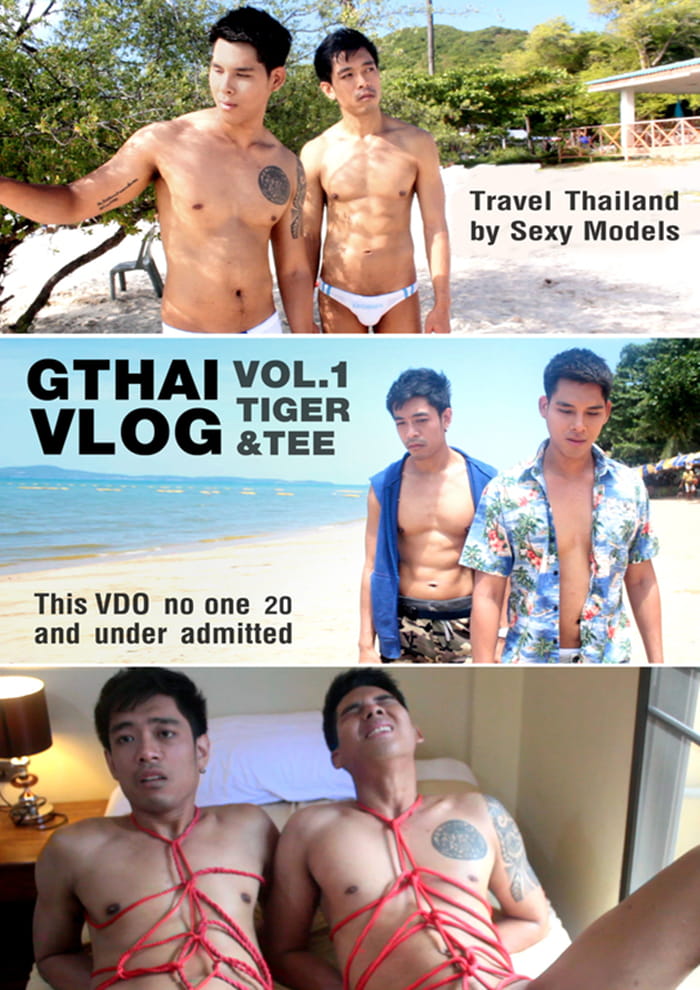 Travel Thailand
by Sexy Models
GTHAI
VLOG
VOL.1
TIGER
&TEE
This VDO no one 20
and under admitted